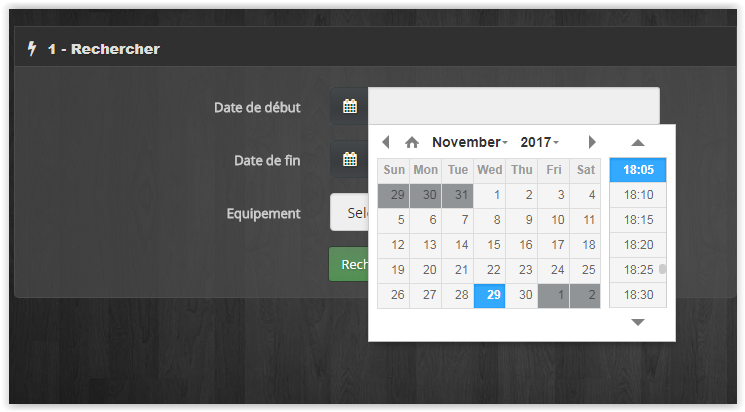 1 - Rechercher
Date de début
November 2017
Sun Mon Tue Wed Thu Fri Sat
29 30 31 1 2 3 4
5 6 7 8 9 10 11
12 13 14 15 16 17 18
19 20 21 22 23 24 25
26 27 28 29 30 1 2
18:05
18:10
18:15
18:20
18:25
18:30
Date de fin
Equipement
Sel
Rech